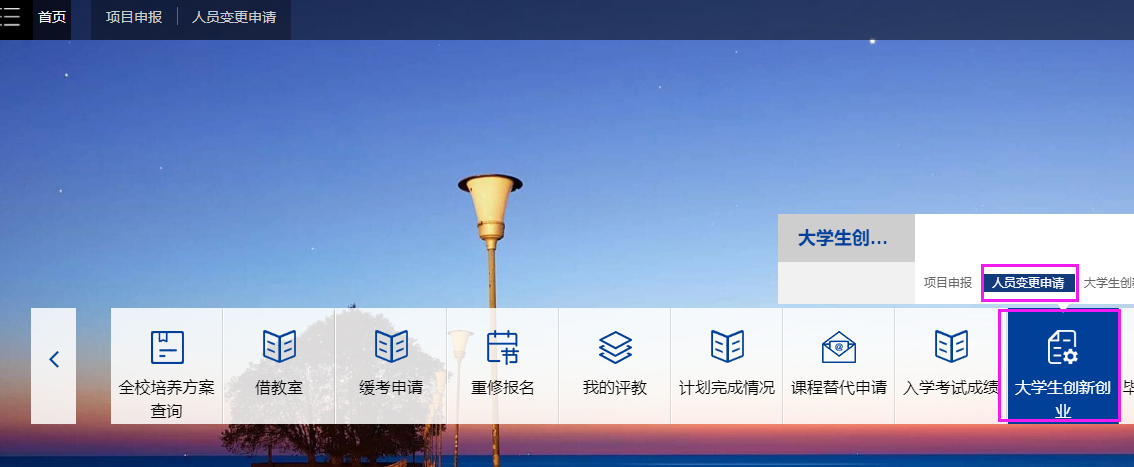 首页 项目申报 人员变更申请
大学生创...
项目申报 人员变更申请 大学生创
全校培养方案
查询
借教室
缓考申请
重修报名
我的评教
计划完成情况
课程替代申请
入学考试成绩
大学生创新创
业